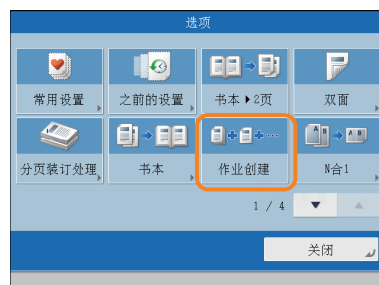 选项
常用设置
之前的设置
书本▶2页
双面
分页装订处理
书本
作业创建
N合1
1 / 4
关闭